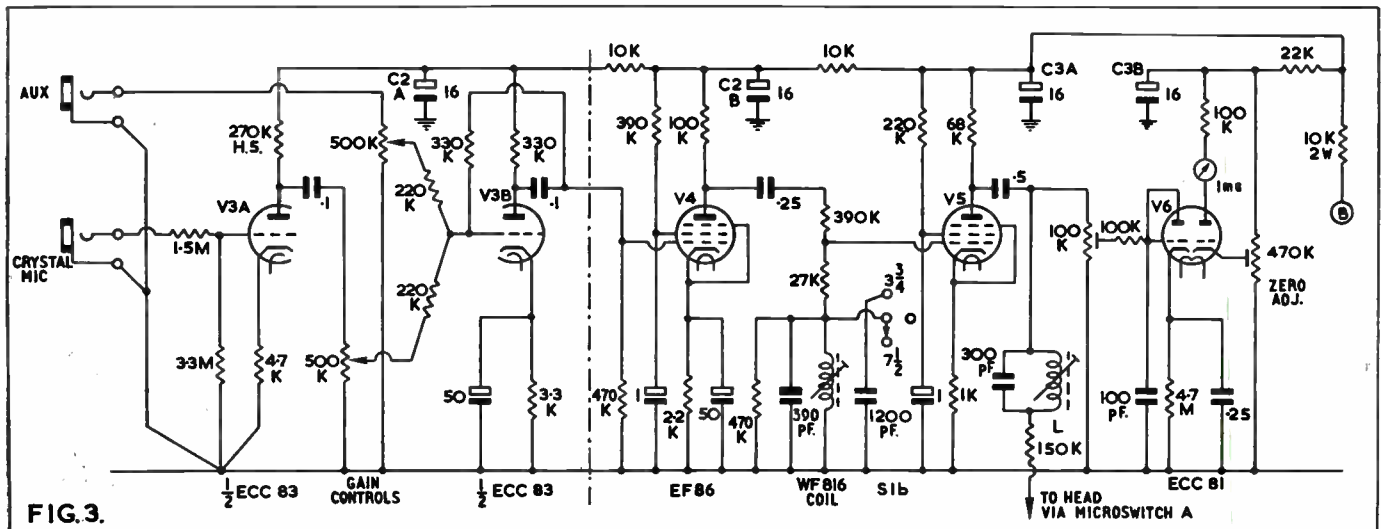 AUX
CRYSTAL
MIC
270K
H.S.
C2
A
16
500K
330
K
330
K
V3A
.1
220
K
V3B
.1
1.5M
220
K
3.3M
4.7
K
500
K
50
3.3
K
10K
390
K
100
K
C2
B
16
10K
V4
.25
390K
27K
3¾
O
7½
470
K
1
2.2
K
50
470
K
390
PF.
1200
PF.
220
K
68
K
C3A
16
V5
.5
1
1K
300
PF
L
150K
100
K
100K
C3B
16
100
K
1ma
V6
22K
10K
2W
B
470K
ZERO
ADJ.
100
PF.
4.7
M
.25
½ ECC 83
GAIN
CONTROLS
½ ECC 83
EF86
WF816
COIL
S1b
ECC 81
TO HEAD
VIA MICROSWITCH A
FIG.3.